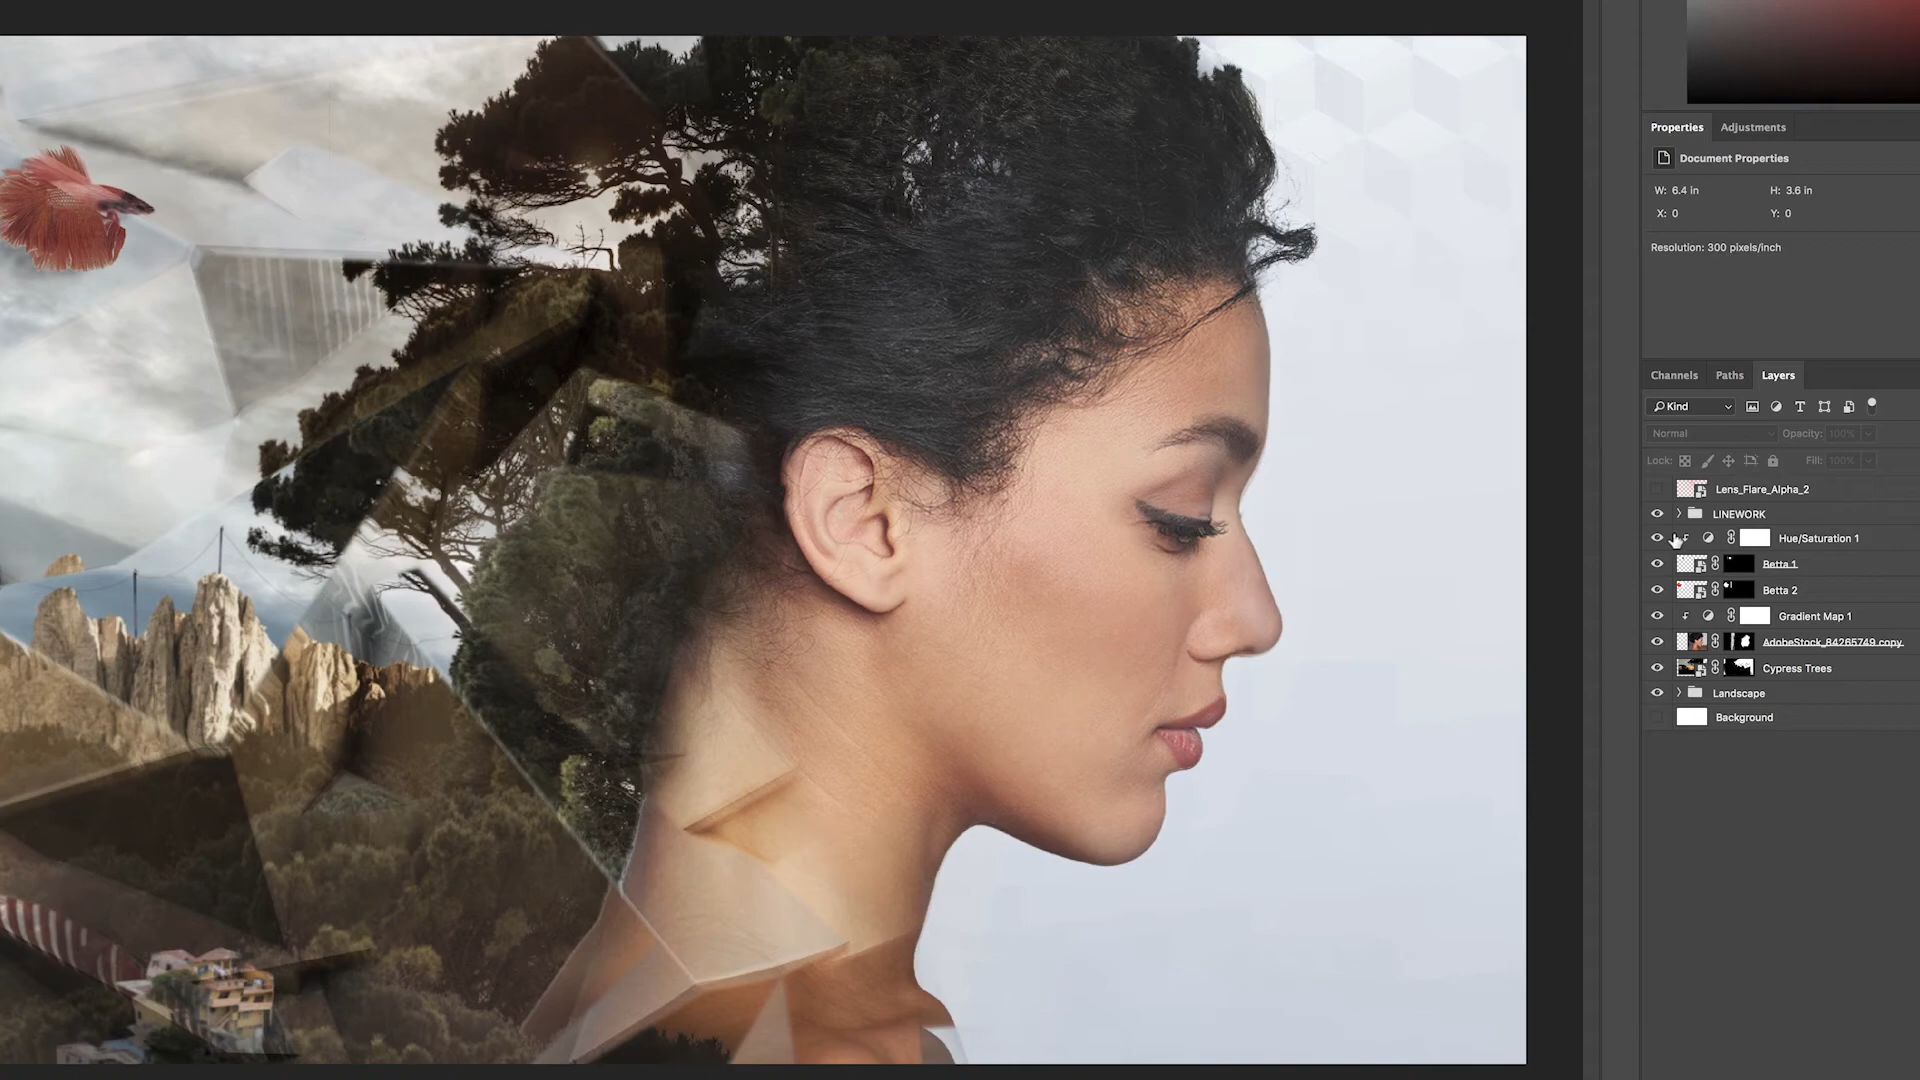 Properties Adjustments
Document Properties
W: 6.4 in H: 3.6 in
X: 0 Y: 0
Resolution: 300 pixels/inch
Channels Paths Layers
Kind
Normal Opacity: 100%
Lock: Fill: 100%
Lens_Flare_Alpha_2
LINEWORK
Hue/Saturation 1
Betta 1
Betta 2
Gradient Map 1
AdobeStock_84265749 copy
Cypress Trees
Landscape
Background